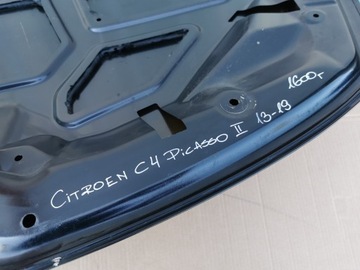 CITROEN C4 PICASSO II 13-19
1600r